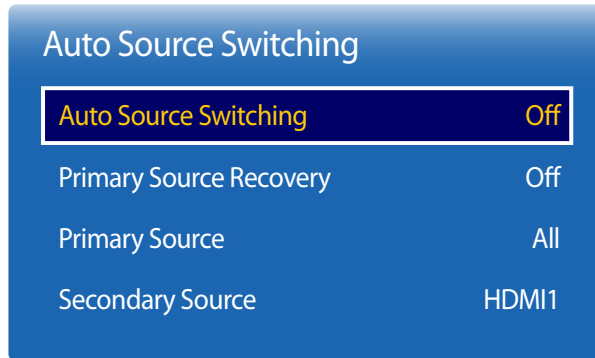 Auto Source Switching
Auto Source Switching Off
Primary Source Recovery Off
Primary Source All
Secondary Source HDMI1